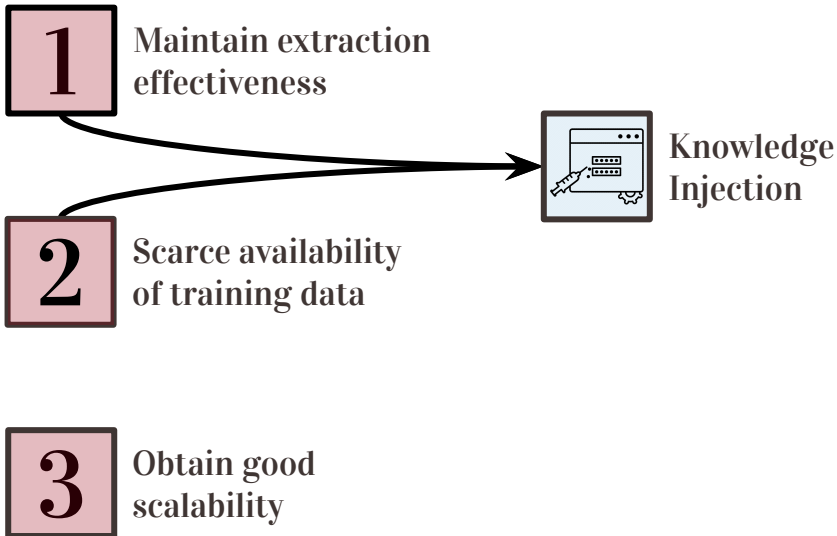 1
Maintain extraction
effectiveness
Knowledge
Injection
2
Scarce availability
of training data
3
Obtain good
scalability